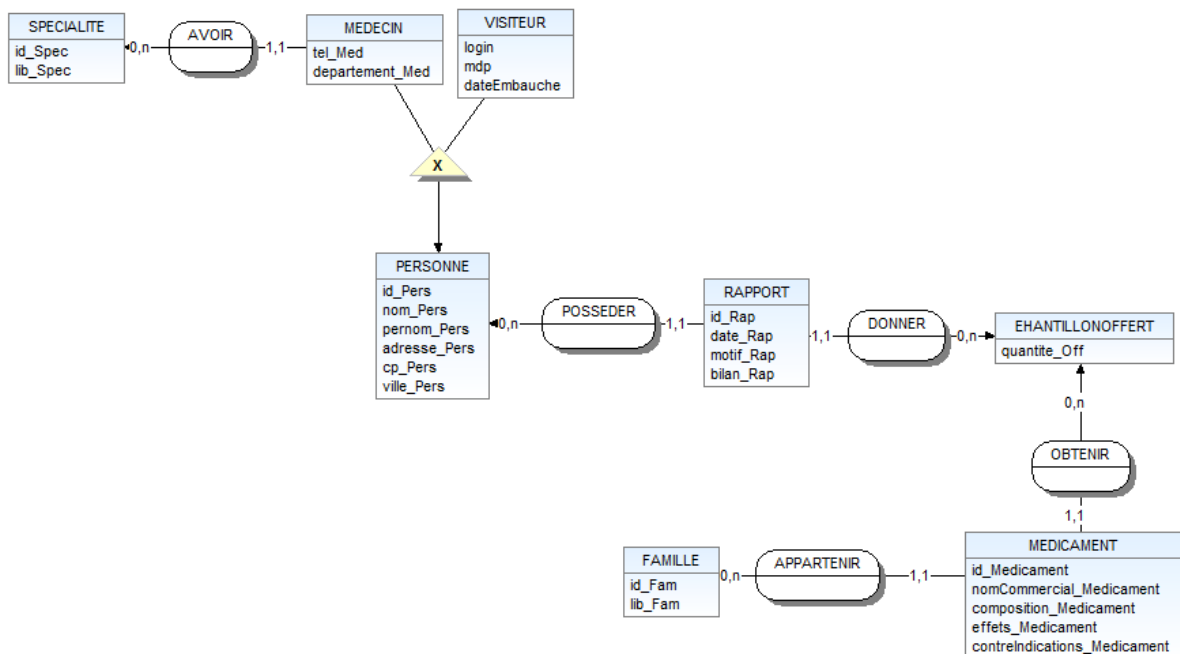 SPECIALITE
id_Spec
lib_Spec
0,n
AVOIR
1,1
MEDECIN
tel_Med
departement_Med
VISITEUR
login
mdp
dateEmbauche
X
PERSONNE
id_Pers
nom_Pers
pernom_Pers
adresse_Pers
cp_Pers
ville_Pers
0,n
POSSEDER
1,1
RAPPORT
id_Rap
date_Rap
motif_Rap
bilan_Rap
1,1
DONNER
0,n
EHANTILLONOFFERT
quantite_Off
0,n
OBTENIR
1,1
FAMILLE
id_Fam
lib_Fam
0,n
APPARTENIR
1,1
MEDICAMENT
id_Medicament
nomCommercial_Medicament
composition_Medicament
effets_Medicament
contreIndications_Medicament